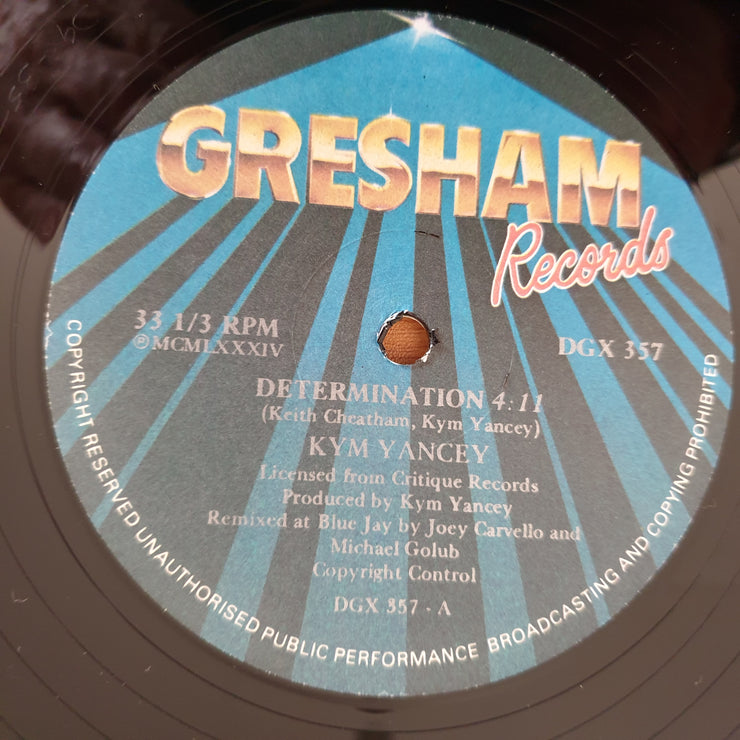 GRESHAM
Records
33 1/3 RPM
℗MCMLXXXIV
DGX 357
DETERMINATION 4:11
(Keith Cheatham, Kym Yancey)
KYM YANCEY
Licensed from Critique Records
Produced by Kym Yancey
Remixed at Blue Jay by Joey Carvello and
Michael Golub
Copyright Control
DGX 357 · A
COPYRIGHT RESERVED UNAUTHORISED PUBLIC PERFORMANCE BROADCASTING AND COPYING PROHIBITED